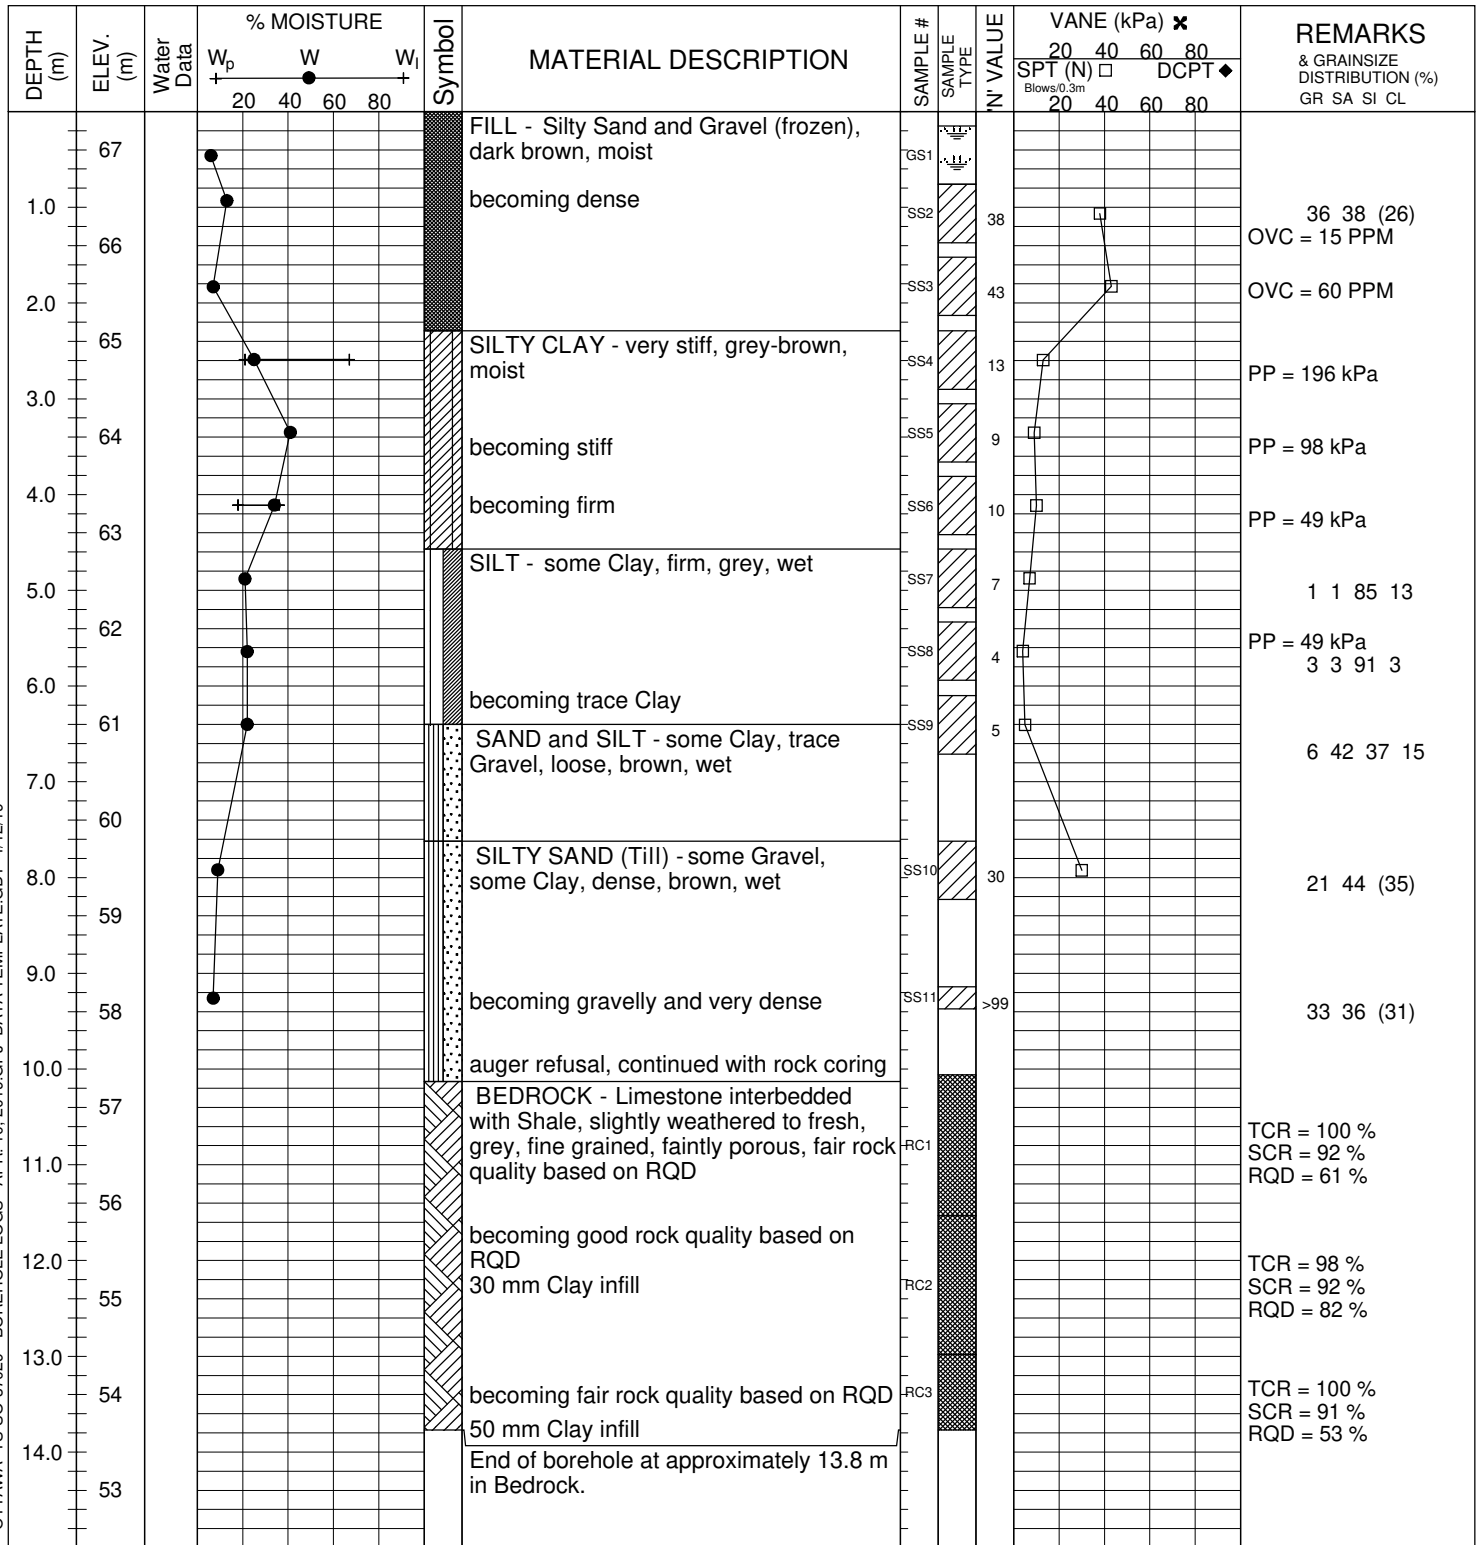 DEPTH (m)
ELEV. (m)
Water Data
% MOISTURE
Wp W Wl
20 40 60 80
Symbol
MATERIAL DESCRIPTION
SAMPLE #
SAMPLE TYPE
'N' VALUE
VANE (kPa)
20 40 60 80
SPT (N) DCPT
Blows/0.3m
20 40 60 80
REMARKS
& GRAINSIZE
DISTRIBUTION (%)
GR SA SI CL
FILL - Silty Sand and Gravel (frozen),
dark brown, moist
67
GS1
becoming dense
1.0
SS2
38
36 38 (26)
66
OVC = 15 PPM
2.0
SS3
43
OVC = 60 PPM
65
SILTY CLAY - very stiff, grey-brown,
moist
SS4
13
PP = 196 kPa
3.0
64
becoming stiff
SS5
9
PP = 98 kPa
4.0
becoming firm
SS6
10
PP = 49 kPa
63
SILT - some Clay, firm, grey, wet
SS7
7
5.0
1 1 85 13
62
SS8
4
PP = 49 kPa
3 3 91 3
6.0
becoming trace Clay
61
SS9
5
SAND and SILT - some Clay, trace
Gravel, loose, brown, wet
6 42 37 15
7.0
60
SILTY SAND (Till) - some Gravel,
some Clay, dense, brown, wet
8.0
SS10
30
21 44 (35)
59
9.0
becoming gravelly and very dense
SS11
>99
58
33 36 (31)
auger refusal, continued with rock coring
10.0
BEDROCK - Limestone interbedded
with Shale, slightly weathered to fresh,
grey, fine grained, faintly porous, fair rock
quality based on RQD
57
RC1
TCR = 100 %
SCR = 92 %
RQD = 61 %
11.0
56
becoming good rock quality based on
RQD
30 mm Clay infill
12.0
RC2
TCR = 98 %
SCR = 92 %
RQD = 82 %
55
13.0
becoming fair rock quality based on RQD
54
RC3
TCR = 100 %
SCR = 91 %
RQD = 53 %
50 mm Clay infill
14.0
End of borehole at approximately 13.8 m
in Bedrock.
53